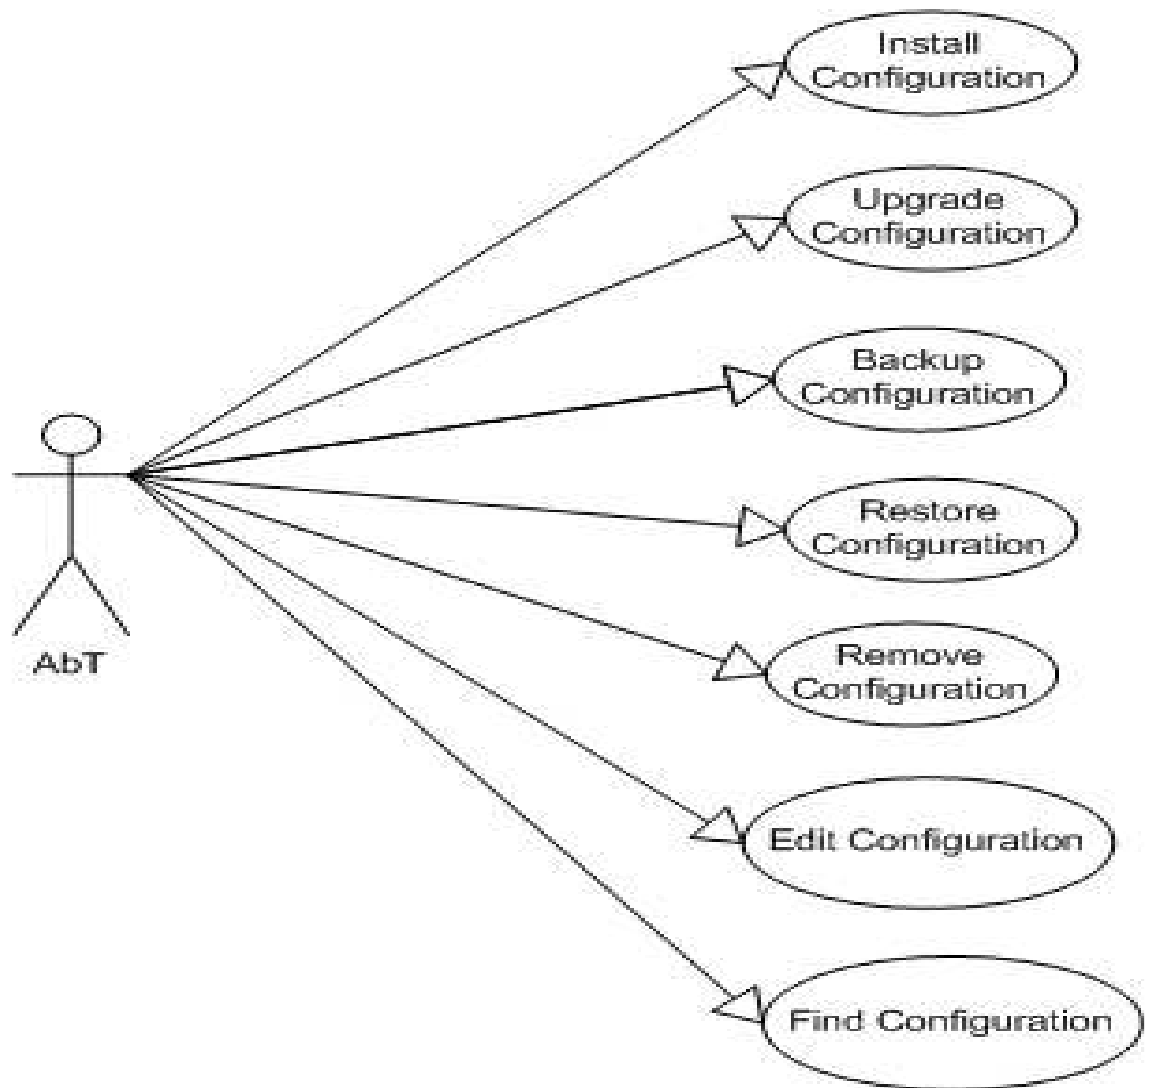 Install
Configuration
Upgrade
Configuration
Backup
Configuration
Restore
Configuration
AbT
Remove
Configuration
Edit Configuration
Find Configuration